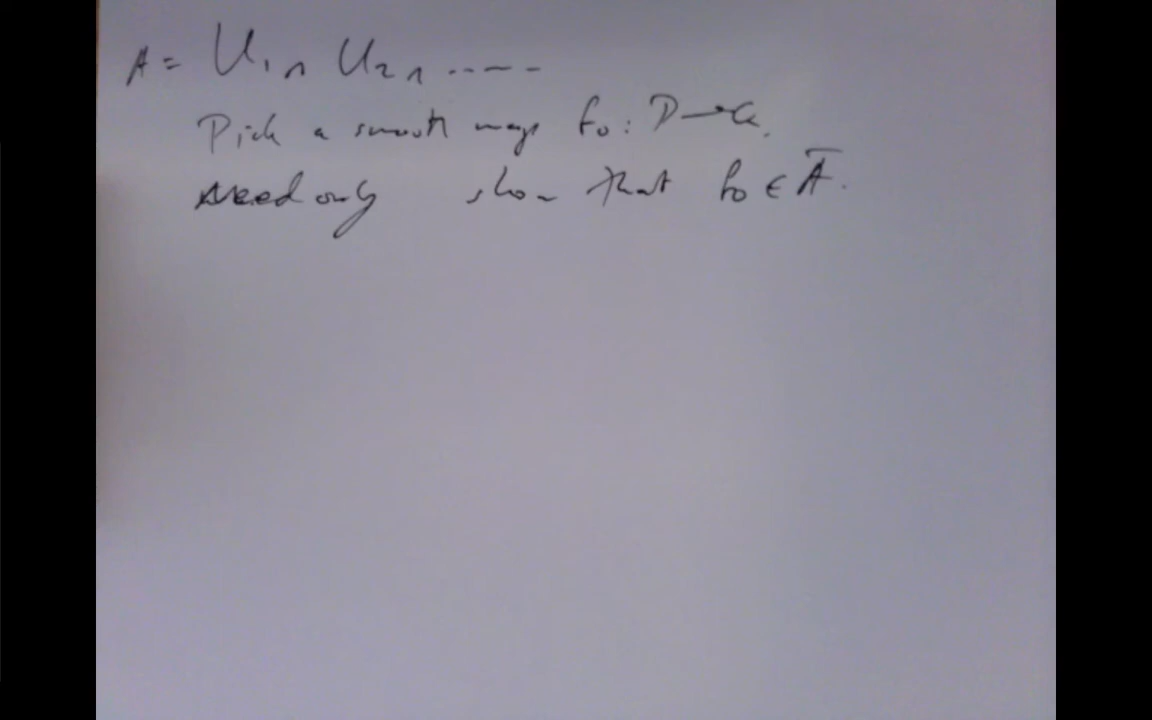 A = U₁ ∩ U₂ ∩ -----
Pick a smooth map f₀: D → G.
Need only show that f₀ ∈ A̅.